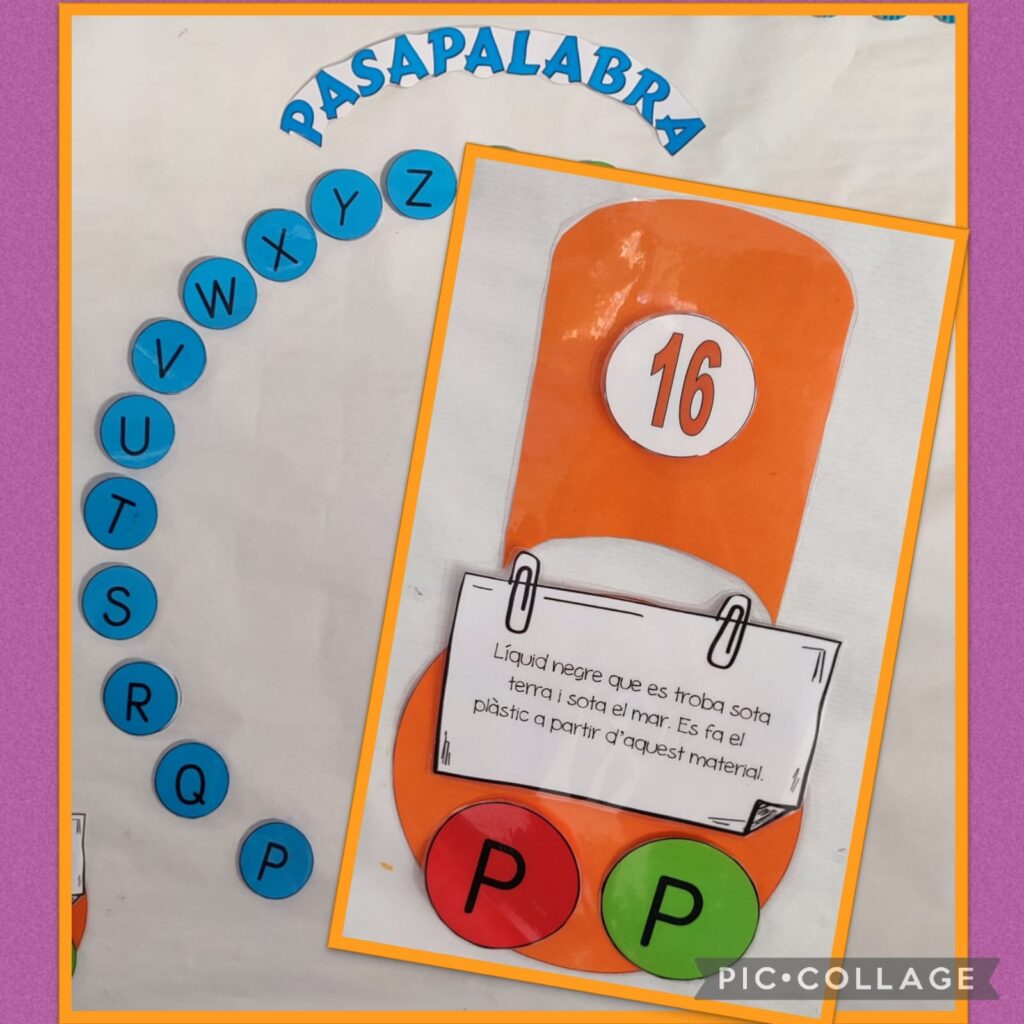 PASAPALABRA
Z
Y
X
W
V
U
T
S
R
Q
P
16
Líquid negre que es troba sota
terra i sota el mar. Es fa el
plàstic a partir d'aquest material.
P
P
PIC•COLLAGE